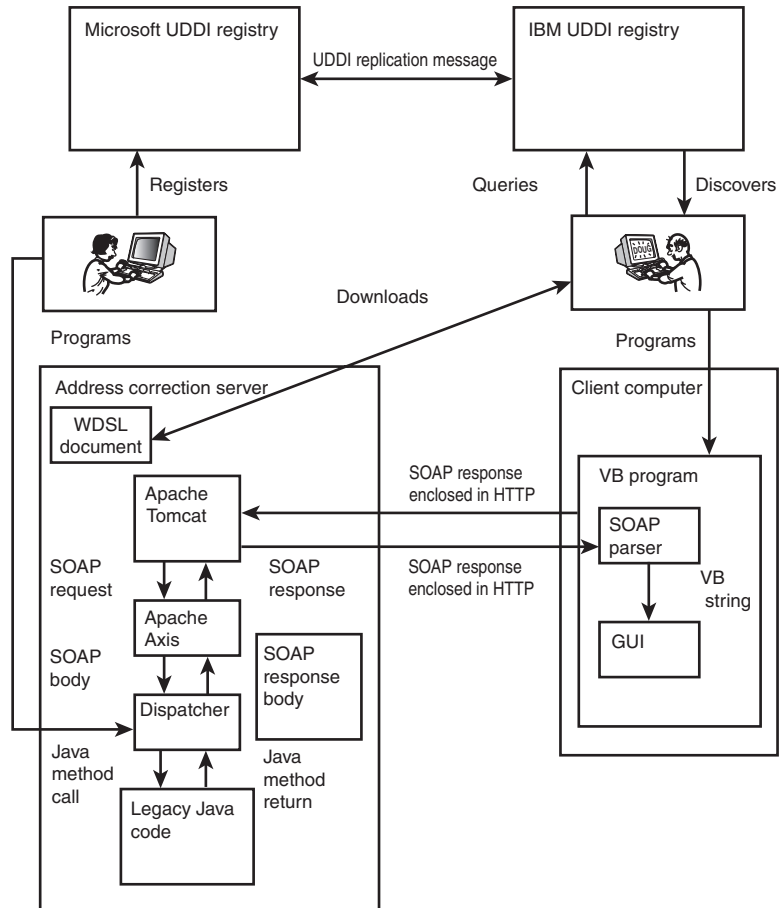 Microsoft UDDI registry
IBM UDDI registry
UDDI replication message
Registers
Queries
Discovers
DOUG
Downloads
Programs
Programs
Address correction server
Client computer
WDSL
document
SOAP response
enclosed in HTTP
VB program
Apache
Tomcat
SOAP
parser
SOAP
request
SOAP
response
SOAP response
enclosed in HTTP
VB
string
Apache
Axis
GUI
SOAP
body
SOAP
response
body
Dispatcher
Java
method
call
Java
method
return
Legacy Java
code